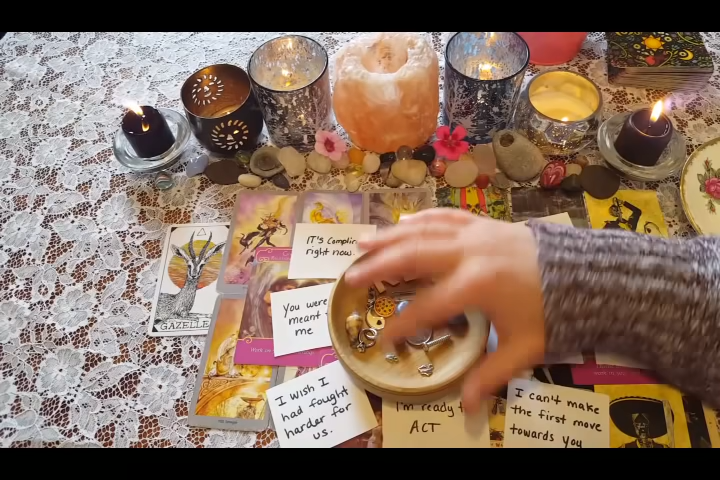 IT'S Compli
right now.
You were
meant
me
GAZELLE
I wish I
had fought
harder for
us.
I'm ready t
ACT
I can't make
the first move
towards you